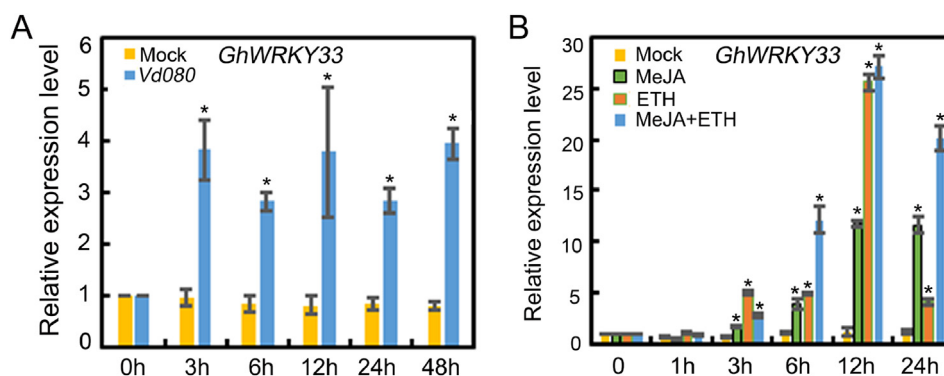 A
Relative expression level
6
5
4
3
2
1
0
Mock
Vd080
GhWRKY33
*
*
*
*
*
0h 3h 6h 12h 24h 48h
B
Relative expression level
30
25
20
15
10
5
0
Mock
MeJA
ETH
MeJA+ETH
GhWRKY33
* * *
* * *
* * *
* * *
0 1h 3h 6h 12h 24h